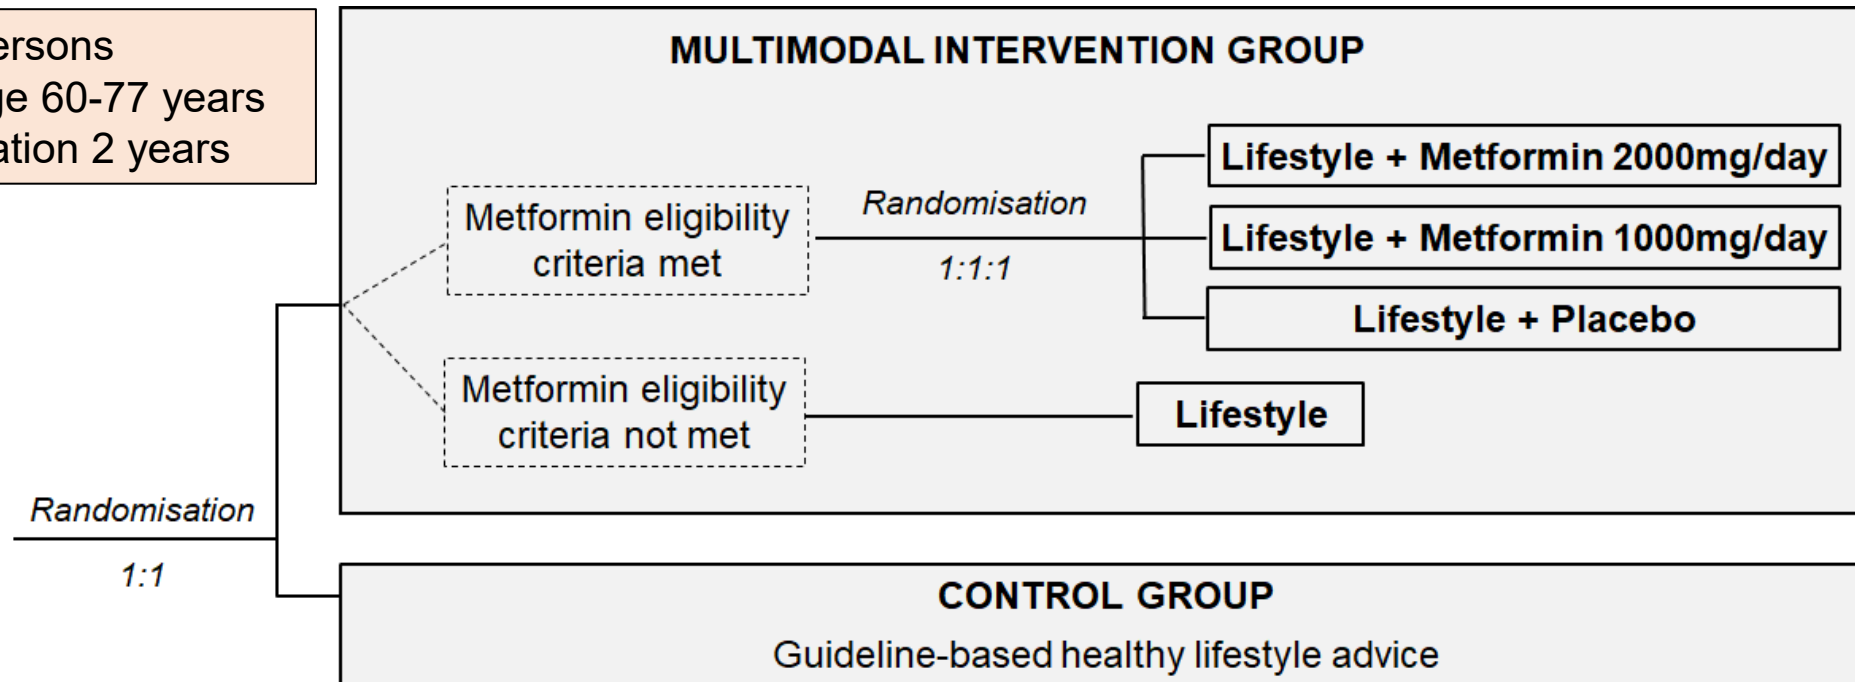 ersons
ge 60-77 years
ation 2 years
MULTIMODAL INTERVENTION GROUP
Lifestyle + Metformin 2000mg/day
Metformin eligibility
criteria met
Randomisation
1:1:1
Lifestyle + Metformin 1000mg/day
Lifestyle + Placebo
Metformin eligibility
criteria not met
Lifestyle
Randomisation
1:1
CONTROL GROUP
Guideline-based healthy lifestyle advice